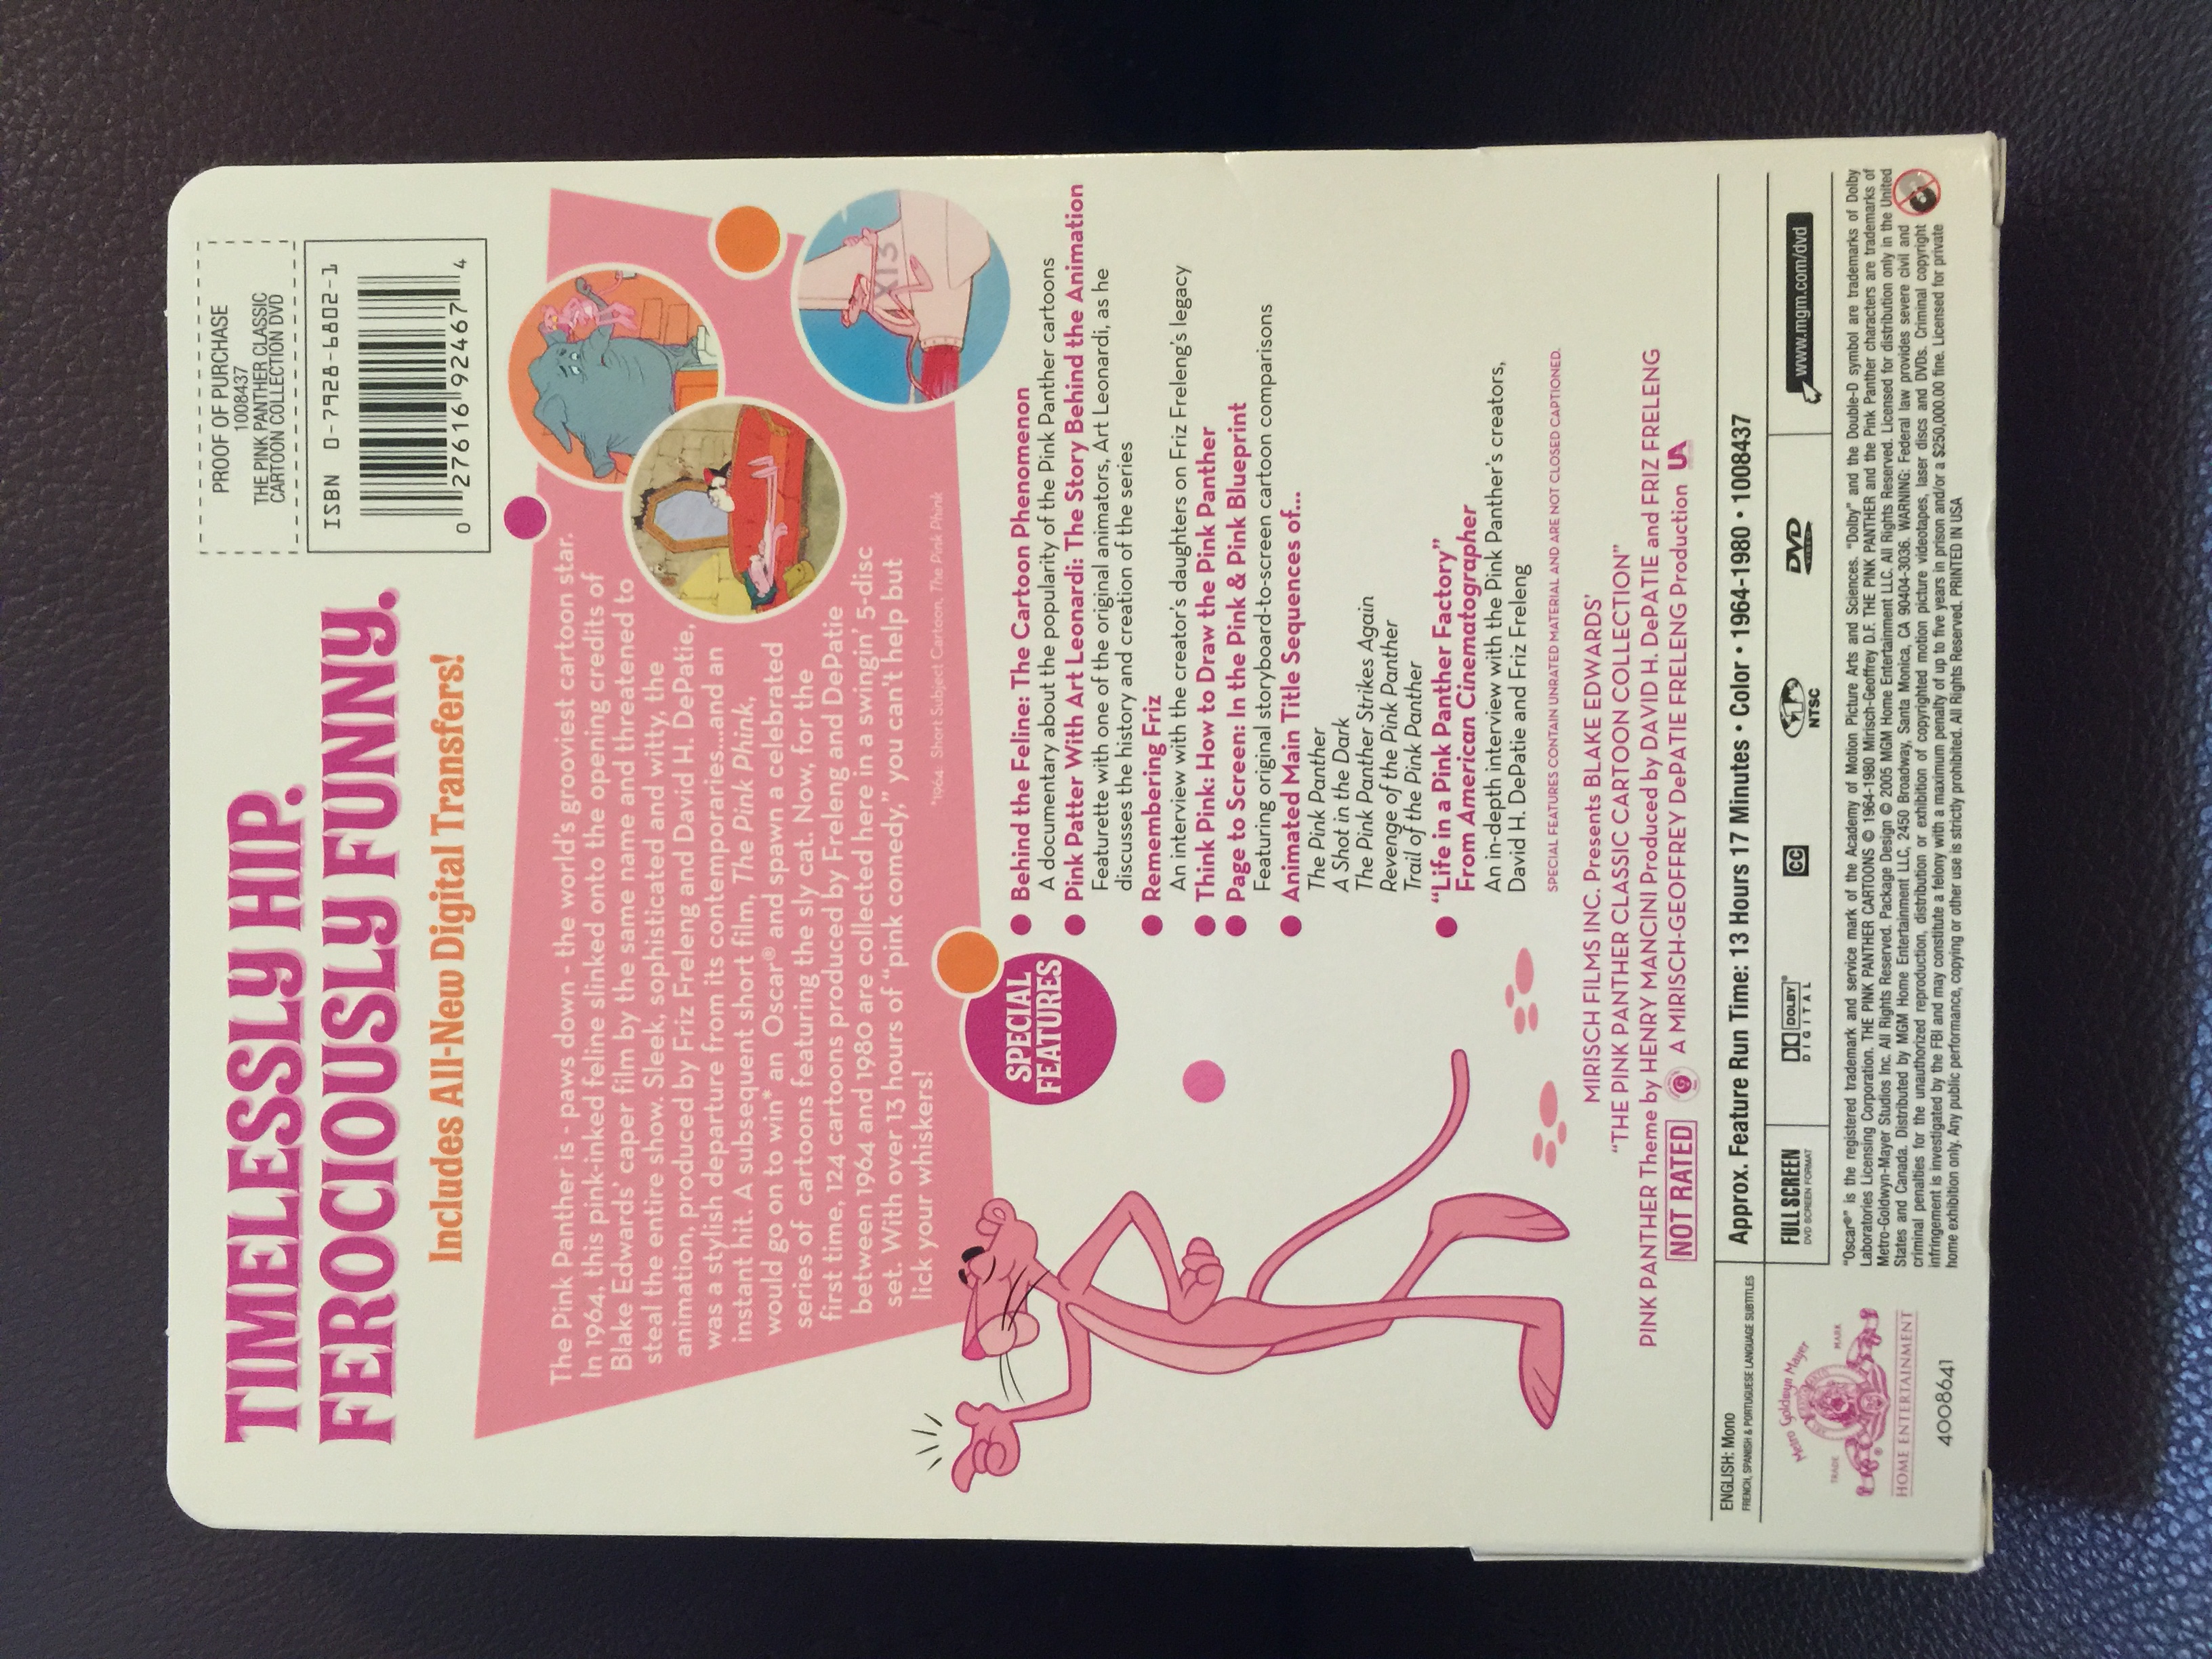 TIMELESSLY HIP.
FEROCIOUSLY FUNNY.
Includes All-New Digital Transfers!
PROOF OF PURCHASE
1008437
THE PINK PANTHER CLASSIC
CARTOON COLLECTION DVD
ISBN 0-7928-6802-1
0 27616 92467 4
The Pink Panther is - paws down - the world's grooviest cartoon star.
In 1964, this pink-inked feline slinked onto the opening credits of
Blake Edwards' caper film by the same name and threatened to
steal the entire show. Sleek, sophisticated and witty, the
animation, produced by Friz Freleng and David H. DePatie,
was a stylish departure from its contemporaries...and an
instant hit. A subsequent short film, The Pink Phink,
would go on to win* an Oscar® and spawn a celebrated
series of cartoons featuring the sly cat. Now, for the
first time, 124 cartoons produced by Freleng and DePatie
between 1964 and 1980 are collected here in a swingin' 5-disc
set. With over 13 hours of "pink comedy," you can't help but
lick your whiskers!
*1964: Short Subject Cartoon, The Pink Phink
X13
SPECIAL
FEATURES
Behind the Feline: The Cartoon Phenomenon
A documentary about the popularity of the Pink Panther cartoons
Pink Patter With Art Leonardi: The Story Behind the Animation
Featurette with one of the original animators, Art Leonardi, as he
discusses the history and creation of the series
Remembering Friz
An interview with the creator's daughters on Friz Freleng's legacy
Think Pink: How to Draw the Pink Panther
Page to Screen: In the Pink & Pink Blueprint
Featuring original storyboard-to-screen cartoon comparisons
Animated Main Title Sequences of...
The Pink Panther
A Shot in the Dark
The Pink Panther Strikes Again
Revenge of the Pink Panther
Trail of the Pink Panther
"Life in a Pink Panther Factory"
From American Cinematographer
An in-depth interview with the Pink Panther's creators,
David H. DePatie and Friz Freleng
SPECIAL FEATURES CONTAIN UNRATED MATERIAL AND ARE NOT CLOSED CAPTIONED.
MIRISCH FILMS INC. Presents BLAKE EDWARDS'
"THE PINK PANTHER CLASSIC CARTOON COLLECTION"
PINK PANTHER Theme by HENRY MANCINI Produced by DAVID H. DePATIE and FRIZ FRELENG
NOT RATED A MIRISCH-GEOFFREY DePATIE FRELENG Production UA
ENGLISH: Mono
FRENCH, SPANISH & PORTUGUESE LANGUAGE SUBTITLES
Approx. Feature Run Time: 13 Hours 17 Minutes • Color • 1964-1980 • 1008437
FULL SCREEN
DVD SCREEN FORMAT
DOLBY®
DIGITAL
CC
1
NTSC
DVD
VIDEO
www.mgm.com/dvd
Metro Goldwyn Mayer
TRADE MARK
HOME ENTERTAINMENT
4008641
"Oscar®" is the registered trademark and service mark of the Academy of Motion Picture Arts and Sciences. "Dolby" and the Double-D symbol are trademarks of Dolby
Laboratories Licensing Corporation. THE PINK PANTHER CARTOONS © 1964-1980 Mirisch-Geoffrey D.F. THE PINK PANTHER and the Pink Panther characters are trademarks of
Metro-Goldwyn-Mayer Studios Inc. All Rights Reserved. Package Design © 2005 MGM Home Entertainment LLC. All Rights Reserved. Licensed for distribution only in the United
States and Canada. Distributed by MGM Home Entertainment LLC, 2450 Broadway, Santa Monica, CA 90404-3036. WARNING: Federal law provides severe civil and
criminal penalties for the unauthorized reproduction, distribution or exhibition of copyrighted motion picture videotapes, laser discs and DVDs. Criminal copyright
infringement is investigated by the FBI and may constitute a felony with a maximum penalty of up to five years in prison and/or a $250,000.00 fine. Licensed for private
home exhibition only. Any public performance, copying or other use is strictly prohibited. All Rights Reserved. PRINTED IN USA